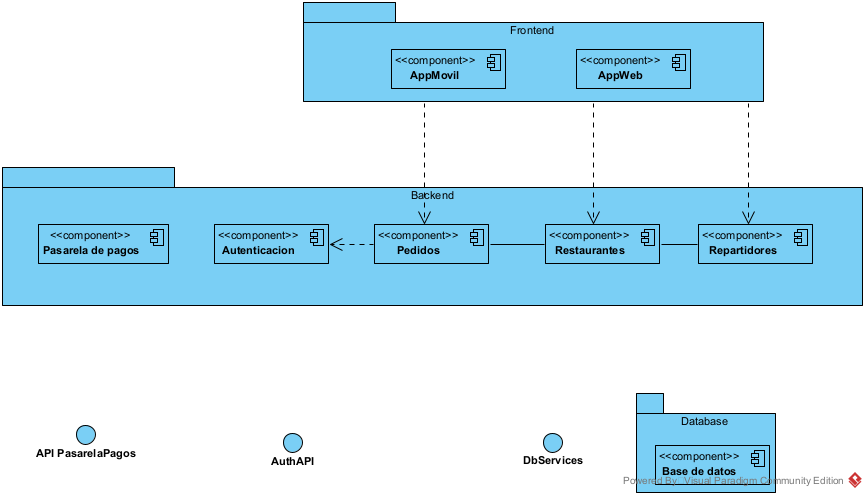 Frontend
<<component>>
AppMovil
<<component>>
AppWeb
Backend
<<component>>
Pasarela de pagos
<<component>>
Autenticacion
<<component>>
Pedidos
<<component>>
Restaurantes
<<component>>
Repartidores
API PasarelaPagos
AuthAPI
DbServices
Database
<<component>>
Base de datos
Powered By Visual Paradigm Community Edition